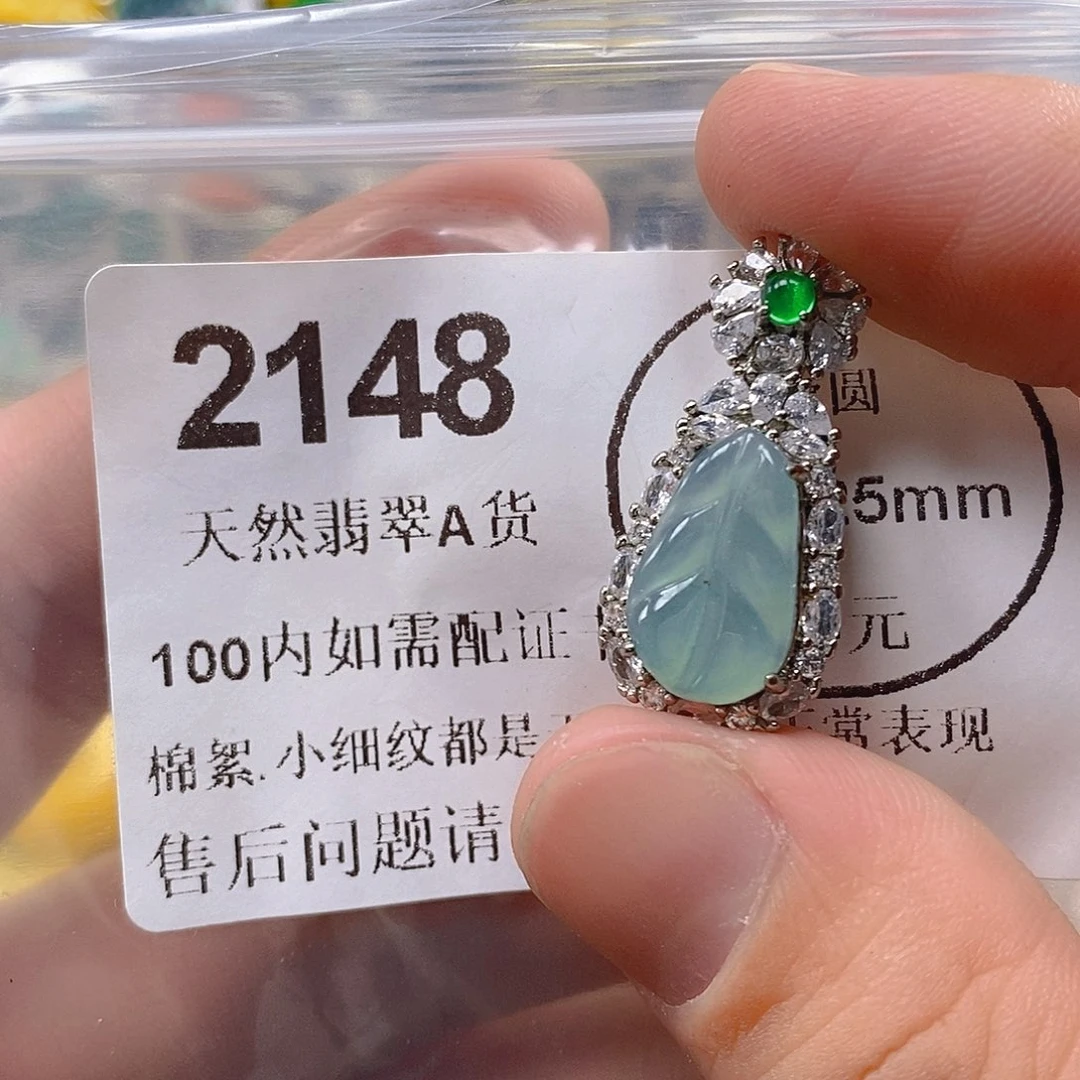 2148
圆
天然翡翠A货
5mm
100内如需配证
元
棉絮.小细纹都是
常表现
售后问题请